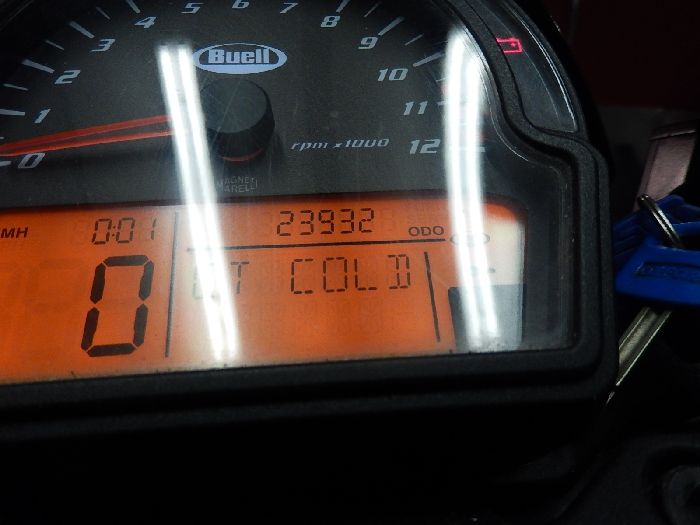 0 1 2 3 4 5 6 7 8 9 10 11 12
Buell
rpm x1000
MAGNETI
MARELLI
0:01 23932
ODO
COLD
0